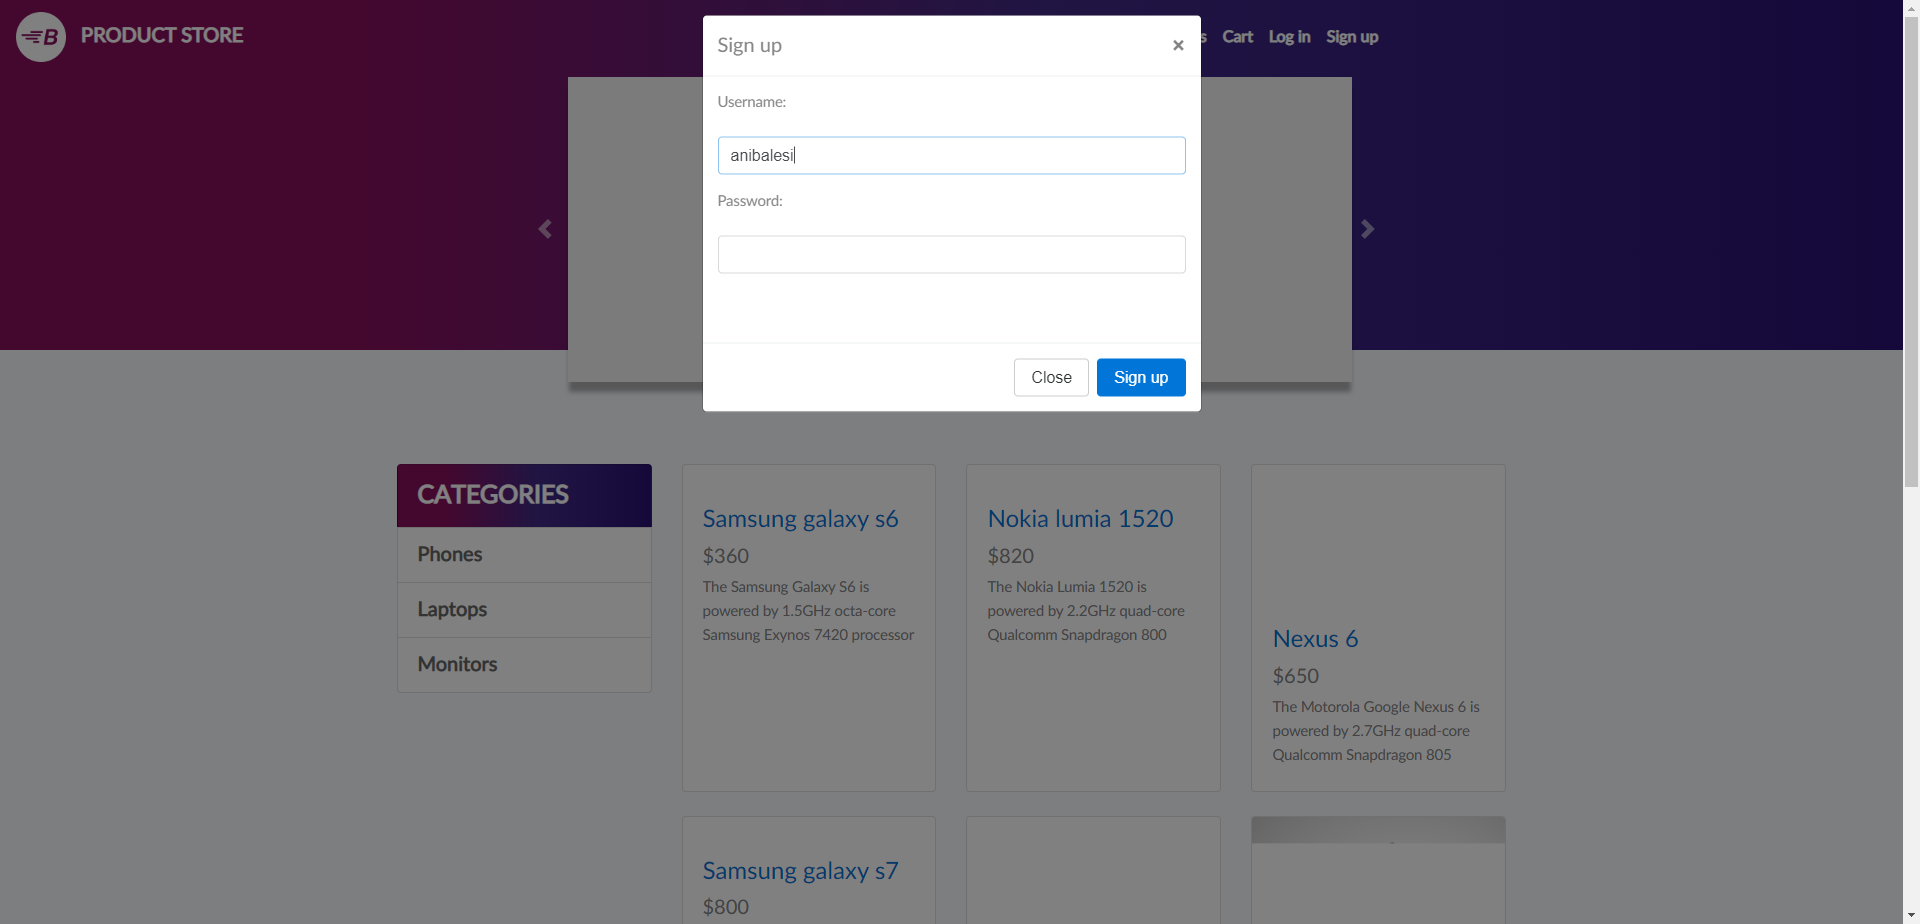 B PRODUCT STORE
s Cart Log in Sign up
Sign up ×
Username:
anibalesi
Password:
Close Sign up
CATEGORIES
Phones
Laptops
Monitors
Samsung galaxy s6
$360
The Samsung Galaxy S6 is
powered by 1.5GHz octa-core
Samsung Exynos 7420 processor
Nokia lumia 1520
$820
The Nokia Lumia 1520 is
powered by 2.2GHz quad-core
Qualcomm Snapdragon 800
Nexus 6
$650
The Motorola Google Nexus 6 is
powered by 2.7GHz quad-core
Qualcomm Snapdragon 805
Samsung galaxy s7
$800